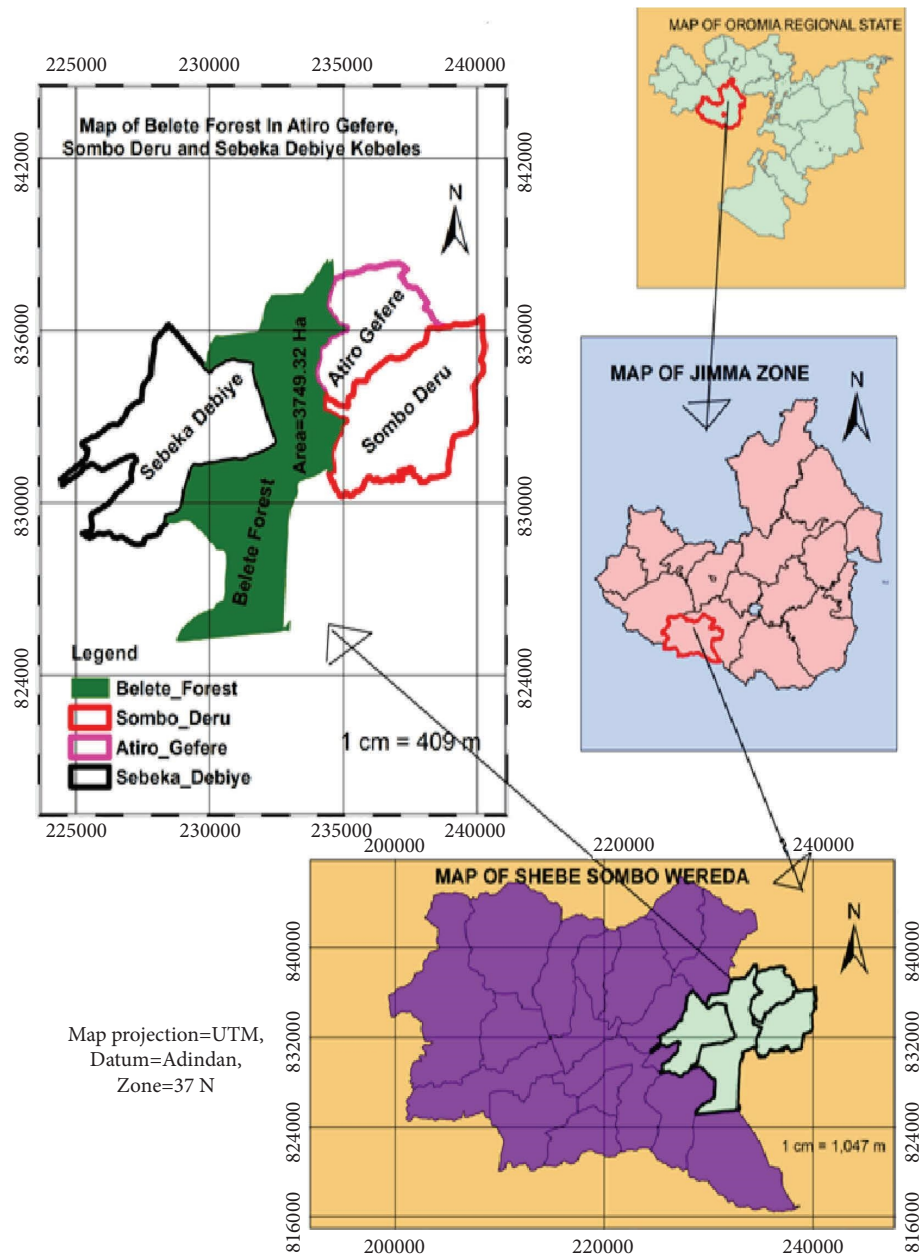 225000 230000 235000 240000
Map of Belete Forest In Atiro Gefere,
Sombo Deru and Sebeka Debiye Kebeles
N
842000
836000
830000
824000
842000
836000
830000
824000
Sebeka Debiye
Belete Forest
Area=3749.32 Ha
Atiro Gefere
Sombo Deru
Legend
Belete_Forest
Sombo_Deru
Atiro_Gefere
Sebeka_Debiye
1 cm = 409 m
225000 230000 235000 240000
MAP OF OROMIA REGIONAL STATE
MAP OF JIMMA ZONE
N
200000 220000 240000
MAP OF SHEBE SOMBO WEREDA
N
840000
832000
824000
816000
840000
832000
824000
816000
1 cm = 1,047 m
200000 220000 240000
Map projection=UTM,
Datum=Adindan,
Zone=37 N